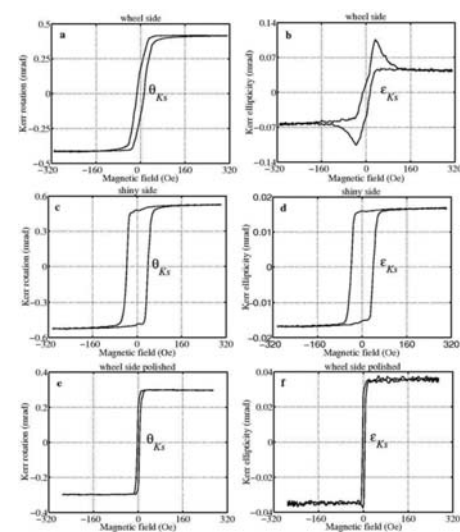 wheel side
a
0.5
0.25
0
-0.25
-0.5
-320 -160 0 160 320
Kerr rotation (mrad)
Magnetic field (Oe)
θKs
wheel side
b
0.14
0.07
0
-0.07
-0.14
-320 -160 0 160 320
Kerr ellipticity (mrad)
Magnetic field (Oe)
εKs
shiny side
c
0.6
0.3
0
-0.3
-0.6
-320 -160 0 160 320
Kerr rotation (mrad)
Magnetic field (Oe)
θKs
shiny side
d
0.02
0.01
0
-0.01
-0.02
-320 -160 0 160 320
Kerr ellipticity (mrad)
Magnetic field (Oe)
εKs
wheel side polished
e
0.4
0.2
0
-0.2
-0.4
-320 -160 0 160 320
Kerr rotation (mrad)
Magnetic field (Oe)
θKs
wheel side polished
f
0.04
0.02
0
-0.02
-0.04
-320 -160 0 160 320
Kerr ellipticity (mrad)
Magnetic field (Oe)
εKs